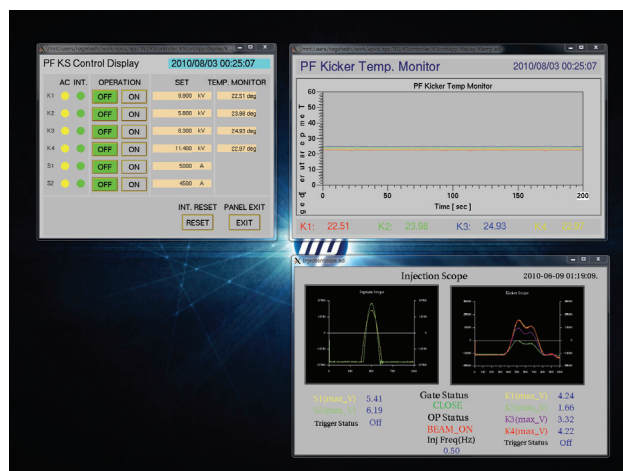 PF KS Control Display 2010/08/03 00:25:07
AC INT. OPERATION SET TEMP. MONITOR
K1 OFF ON kV 22.51 deg
K2 OFF ON 5.800 kV 23.98 deg
K3 OFF ON kV 24.93 deg
K4 OFF ON 11.400 kV 22.97 deg
S1 OFF ON 5000 A
S2 OFF ON 4500 A
INT. RESET PANEL EXIT
RESET EXIT
PF Kicker Temp. Monitor 2010/08/03 00:25:07
PF Kicker Temp Monitor
60
50
40
30
20
10
0
0 50 100 150 200
Time [ sec ]
K1: 22.51 K2: 23.98 K3: 24.93 K4: 22.97
Injection Scope 2010-06-09 01:19:09.
Kicker Scope
S1(max_V) 5.41
6.19
Trigger Status Off
Gate Status
CLOSE
OP Status
BEAM_ON
Inj Freq(Hz)
0.50
K1(max_V) 4.24
1.66
K3(max_V) 3.32
K4(max_V) 4.22
Trigger Status Off